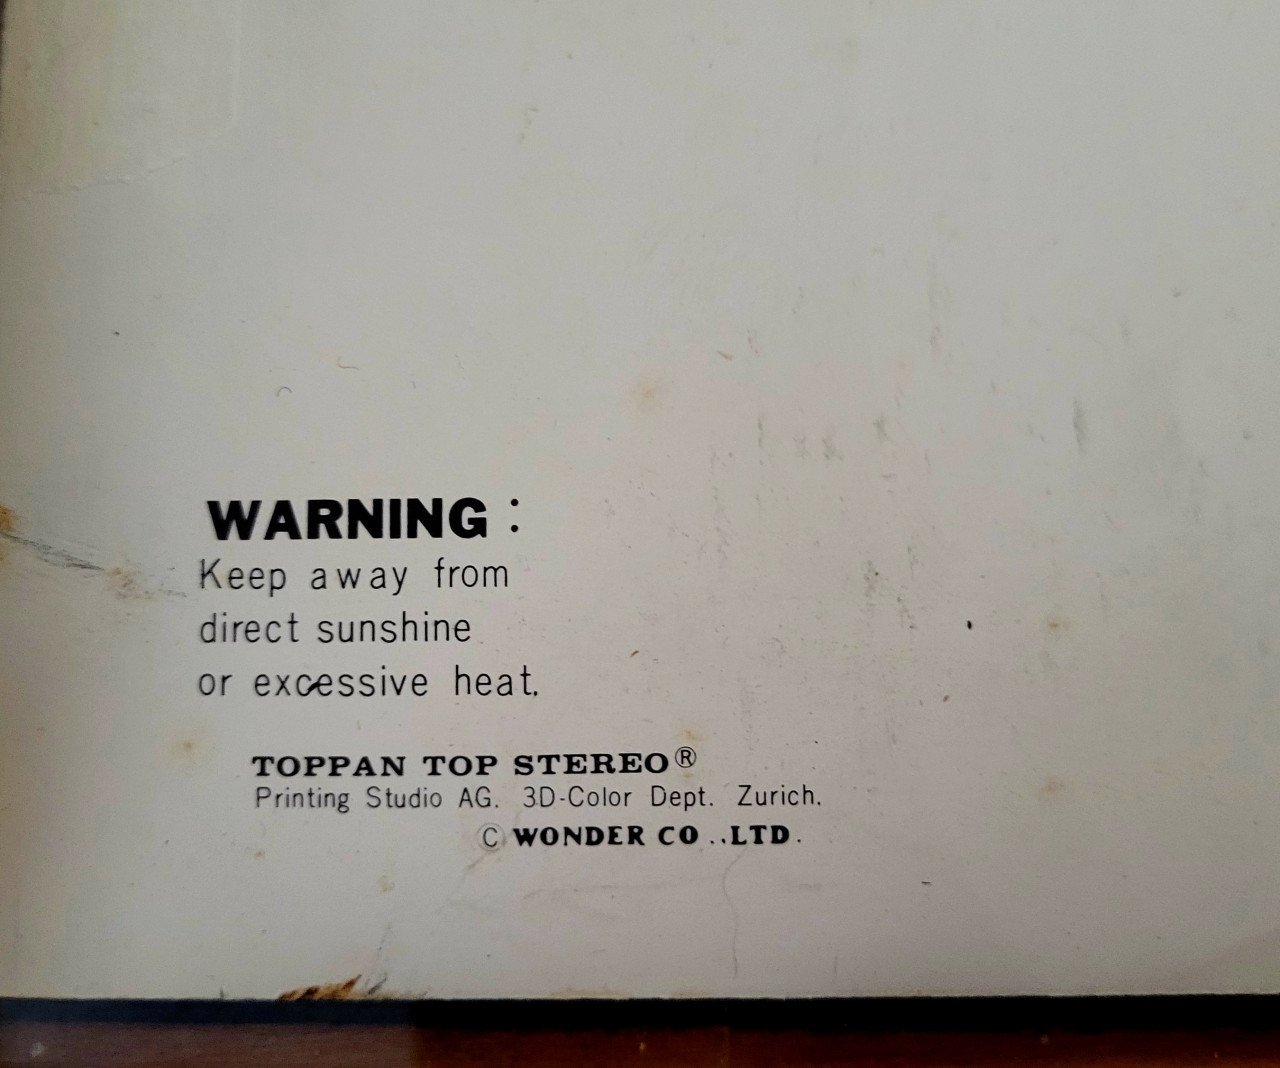 WARNING :
Keep away from
direct sunshine
or excessive heat.
TOPPAN TOP STEREO®
Printing Studio AG. 3D-Color Dept. Zurich.
© WONDER CO ..LTD.